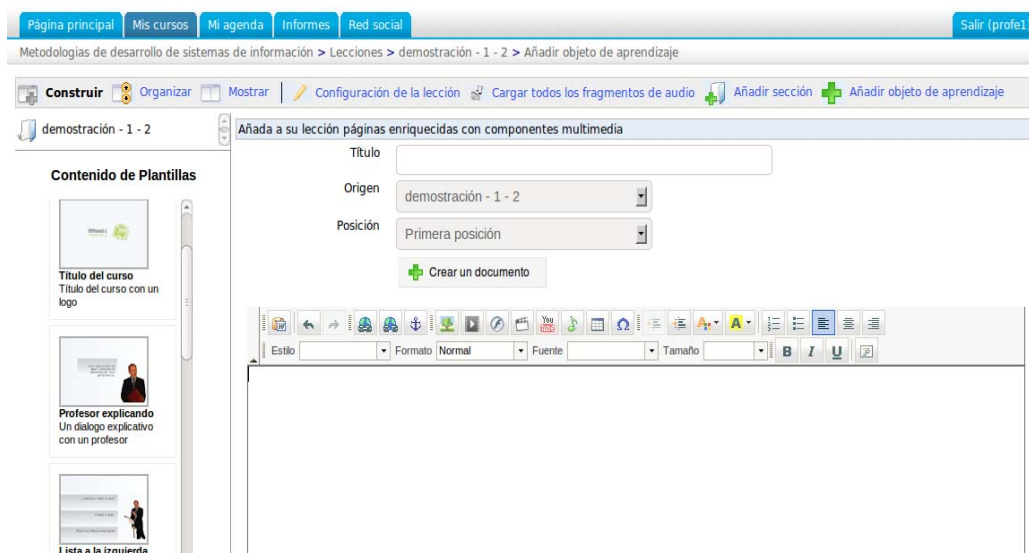 Página principal Mis cursos Mi agenda Informes Red social Salir (profe1)
Metodologias de desarrollo de sistemas de información > Lecciones > demostración - 1 - 2 > Añadir objeto de aprendizaje
Construir Organizar Mostrar Configuración de la lección Cargar todos los fragmentos de audio Añadir sección Añadir objeto de aprendizaje
demostración - 1 - 2
Añada a su lección páginas enriquecidas con componentes multimedia
Contenido de Plantillas
Título del curso
Título del curso con un
logo
Profesor explicando
Un dialogo explicativo
con un profesor
Lista a la izquierda
Título
Origen demostración - 1 - 2
Posición Primera posición
Crear un documento
You Tube
Estilo Formato Normal Fuente Tamaño B I U